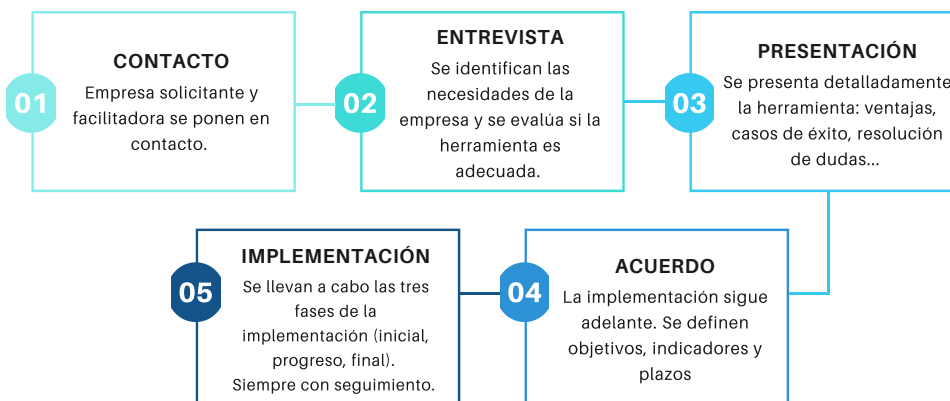 01
CONTACTO
Empresa solicitante y
facilitadora se ponen en
contacto.
02
ENTREVISTA
Se identifican las
necesidades de la
empresa y se evalúa si la
herramienta es
adecuada.
03
PRESENTACIÓN
Se presenta detalladamente
la herramienta: ventajas,
casos de éxito, resolución
de dudas...
04
ACUERDO
La implementación sigue
adelante. Se definen
objetivos, indicadores y
plazos
05
IMPLEMENTACIÓN
Se llevan a cabo las tres
fases de la
implementación (inicial,
progreso, final).
Siempre con seguimiento.